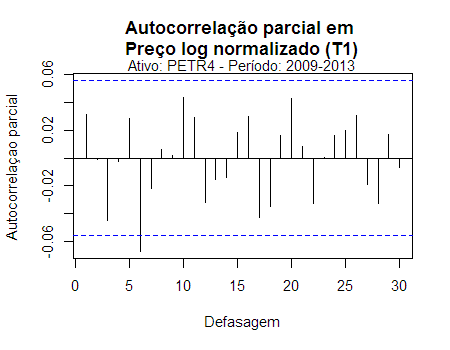 Autocorrelação parcial em
Preço log normalizado (T1)
Ativo: PETR4 - Período: 2009-2013
Autocorrelaçao parcial
0.06
0.02
-0.02
-0.06
0 5 10 15 20 25 30
Defasagem